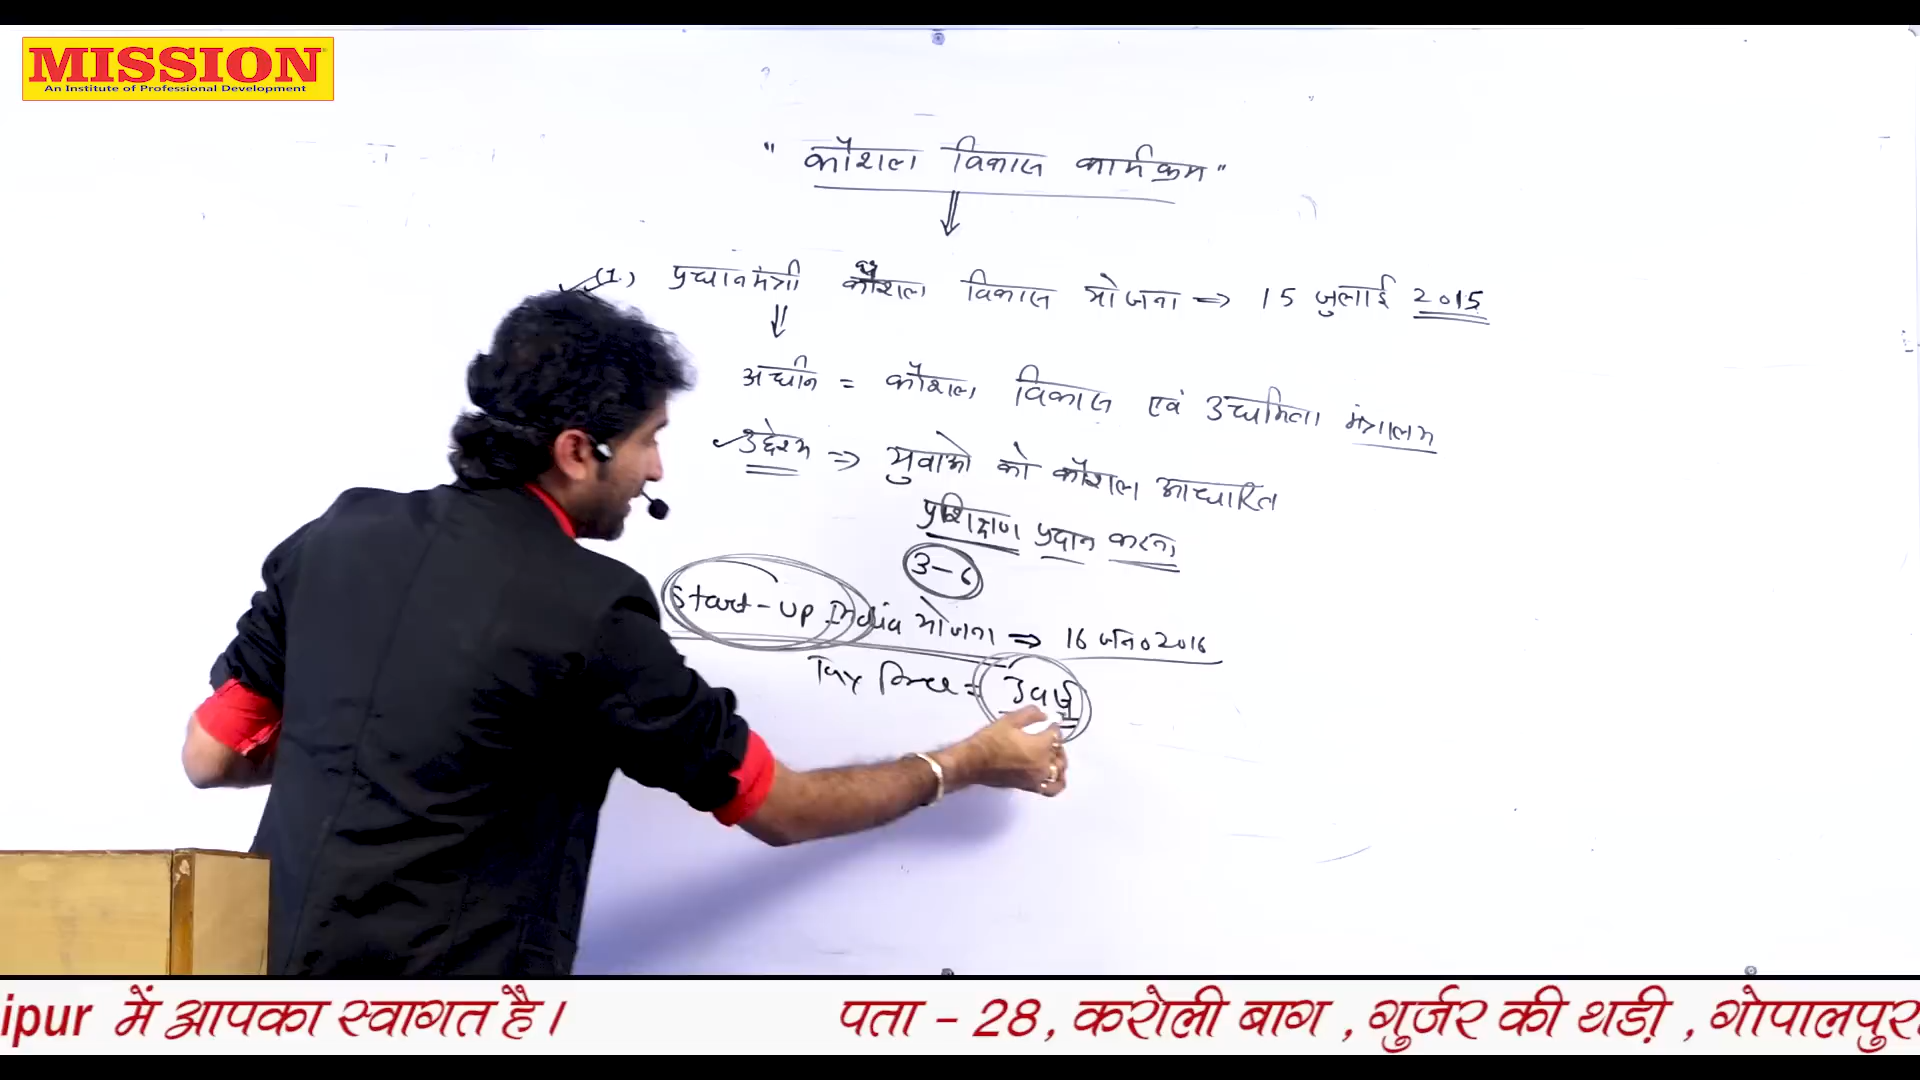 MISSION
An Institute of Professional Development
" कौशल विकास कार्यक्रम "
(1.) प्रधानमंत्री कौशल विकास योजना ⇒ 15 जुलाई 2015
अधीन = कौशल विकास एवं उद्यमिता मंत्रालय
उद्देश्य ⇒ युवाओं को कौशल आधारित
प्रशिक्षण प्रदान करना
3-6
Start-up India योजना ⇒ 16 जन० 2016
Tax = 3 वर्ष
ipur में आपका स्वागत है। पता - 28, करोली बाग , गुर्जर की थडी़ , गोपालपुर